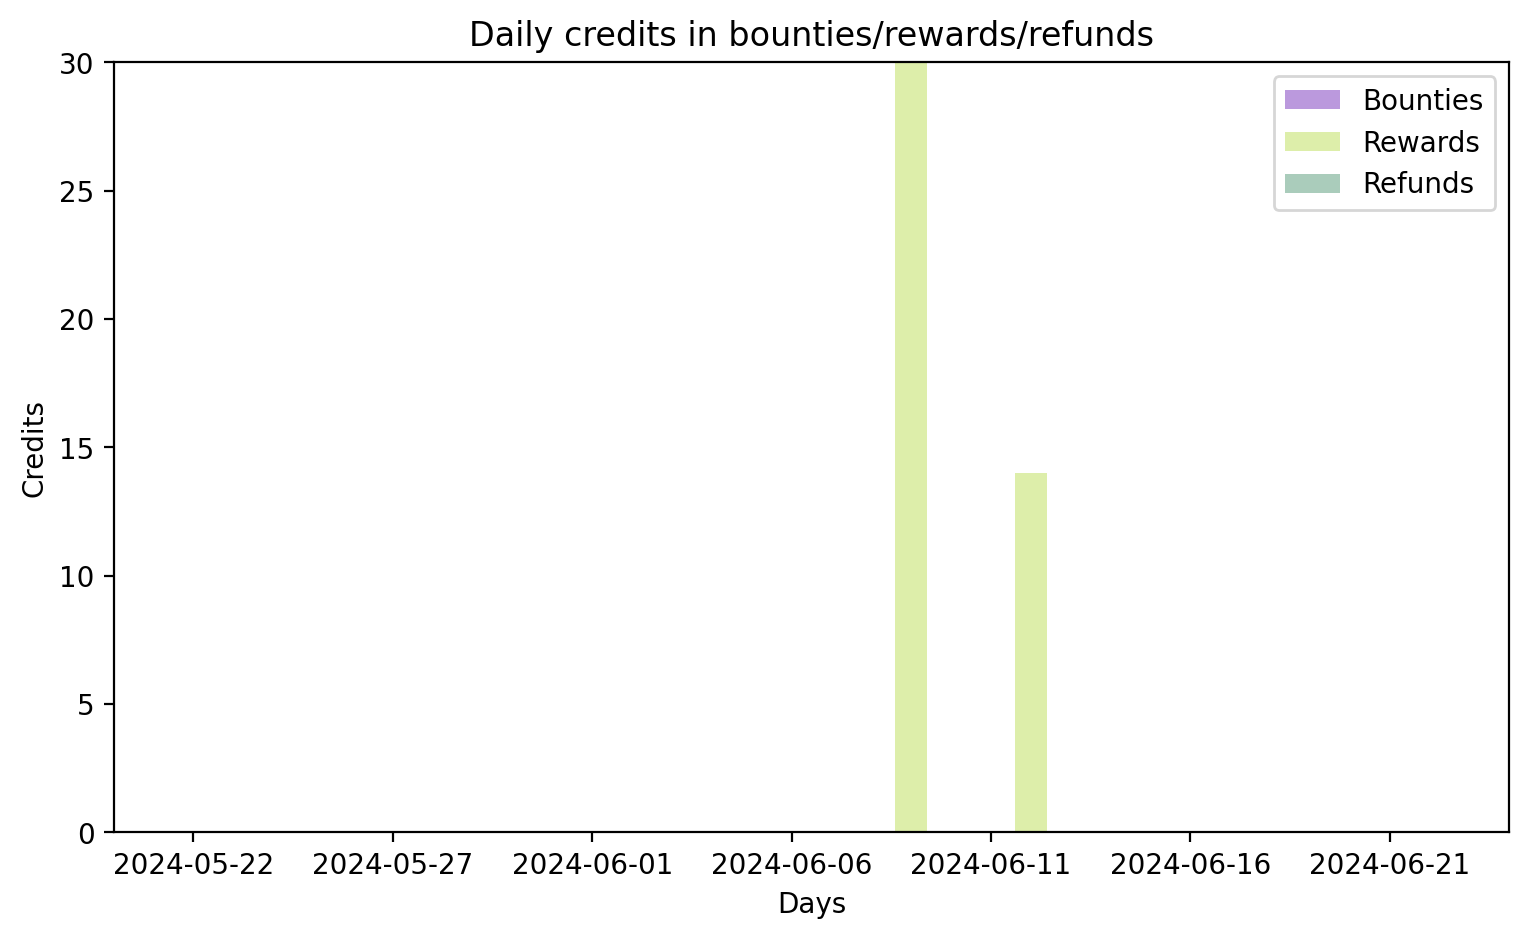 Daily credits in bounties/rewards/refunds
30
25
20
15
10
5
0
Credits
Bounties
Rewards
Refunds
2024-05-22 2024-05-27 2024-06-01 2024-06-06 2024-06-11 2024-06-16 2024-06-21
Days